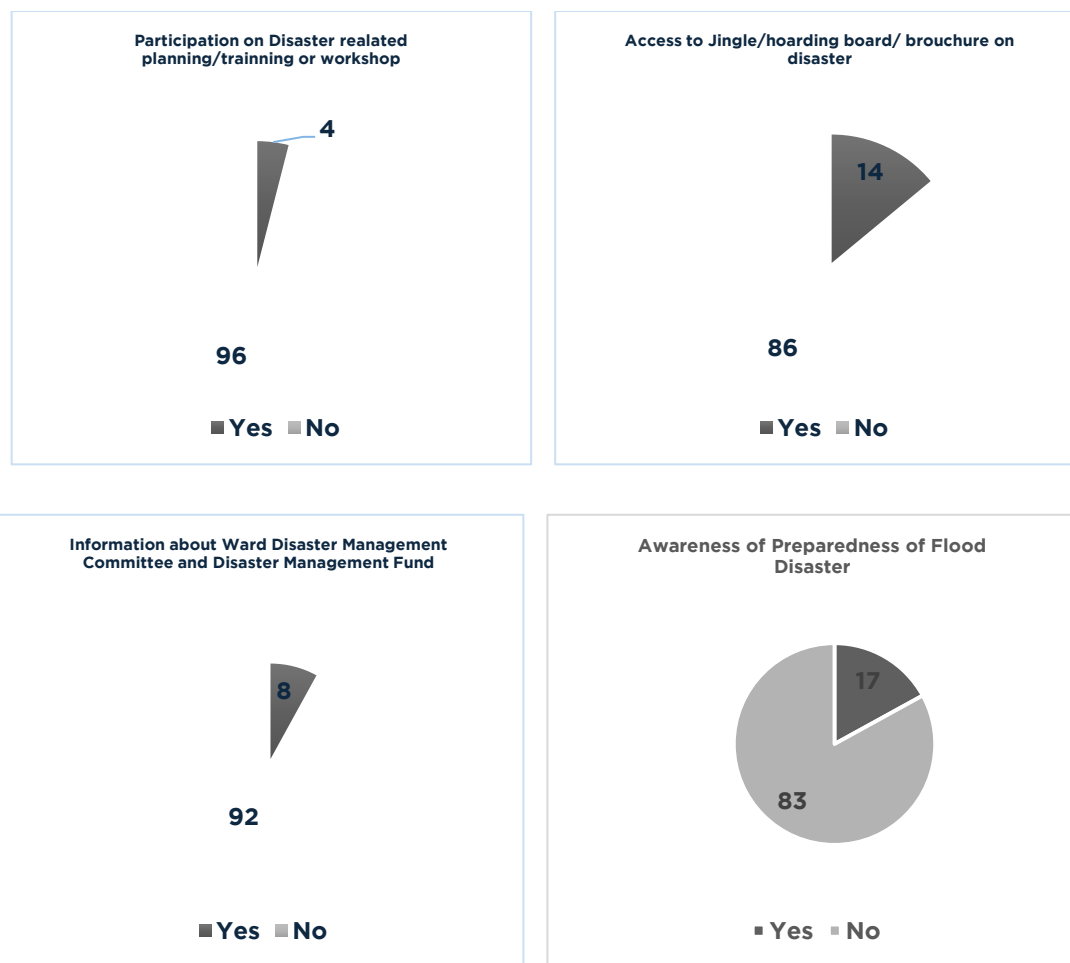 Participation on Disaster realated
planning/trainning or workshop
4
96
Yes No
Access to Jingle/hoarding board/ brouchure on
disaster
14
86
Yes No
Information about Ward Disaster Management
Committee and Disaster Management Fund
8
92
Yes No
Awareness of Preparedness of Flood
Disaster
17
83
Yes No